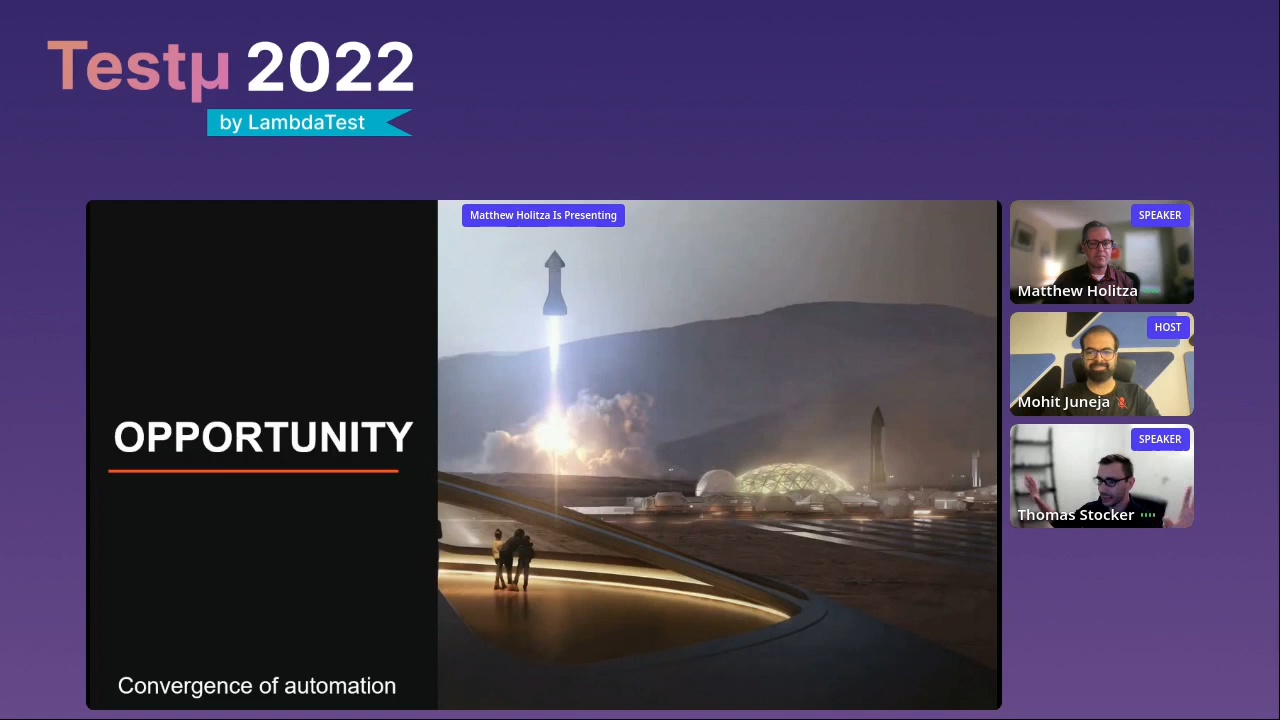 Testμ 2022
by LambdaTest
Matthew Holitza Is Presenting
OPPORTUNITY
Convergence of automation
SPEAKER
Matthew Holitza
HOST
Mohit Juneja
SPEAKER
Thomas Stocker